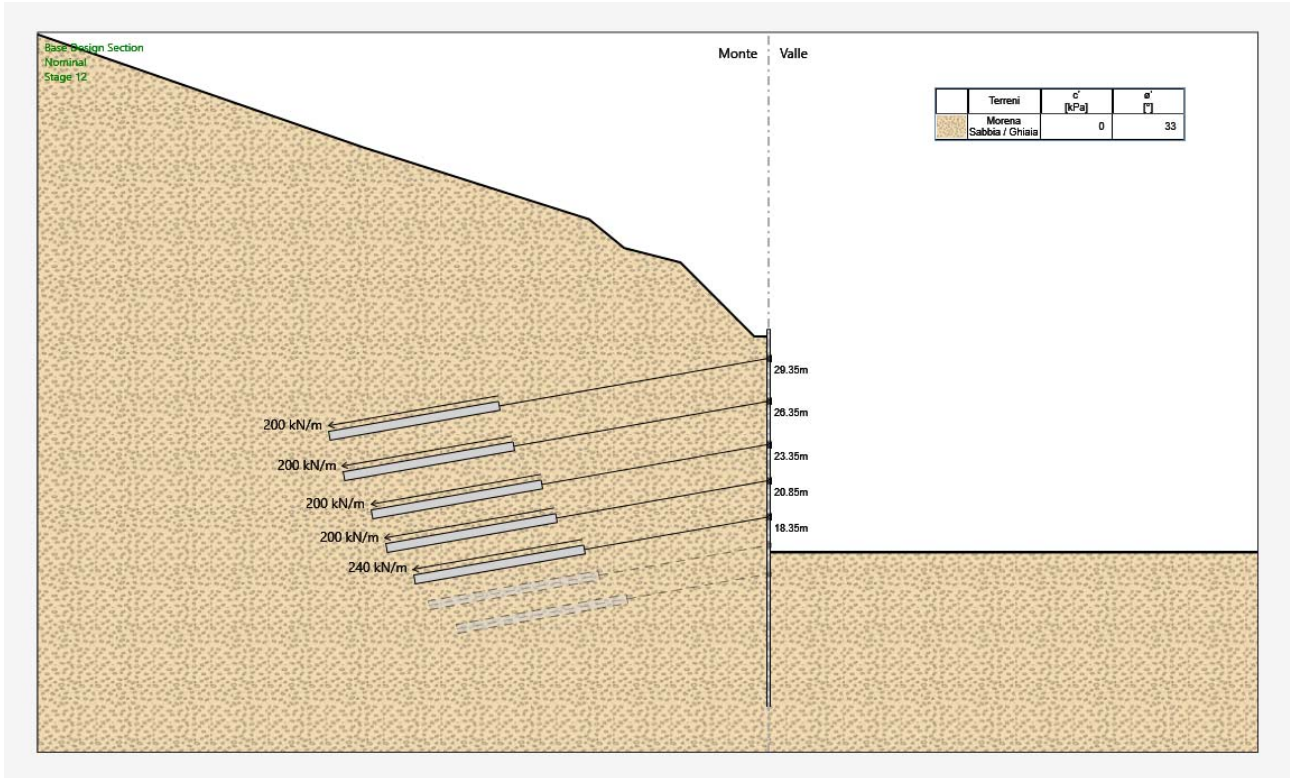 Base Design Section
Nominal
Stage 12
Monte
Valle
Terreni
c'
[kPa]
ø'
[°]
Morena
Sabbia / Ghiaia
0
33
29.35m
26.35m
23.35m
20.85m
18.35m
200 kN/m
200 kN/m
200 kN/m
200 kN/m
240 kN/m